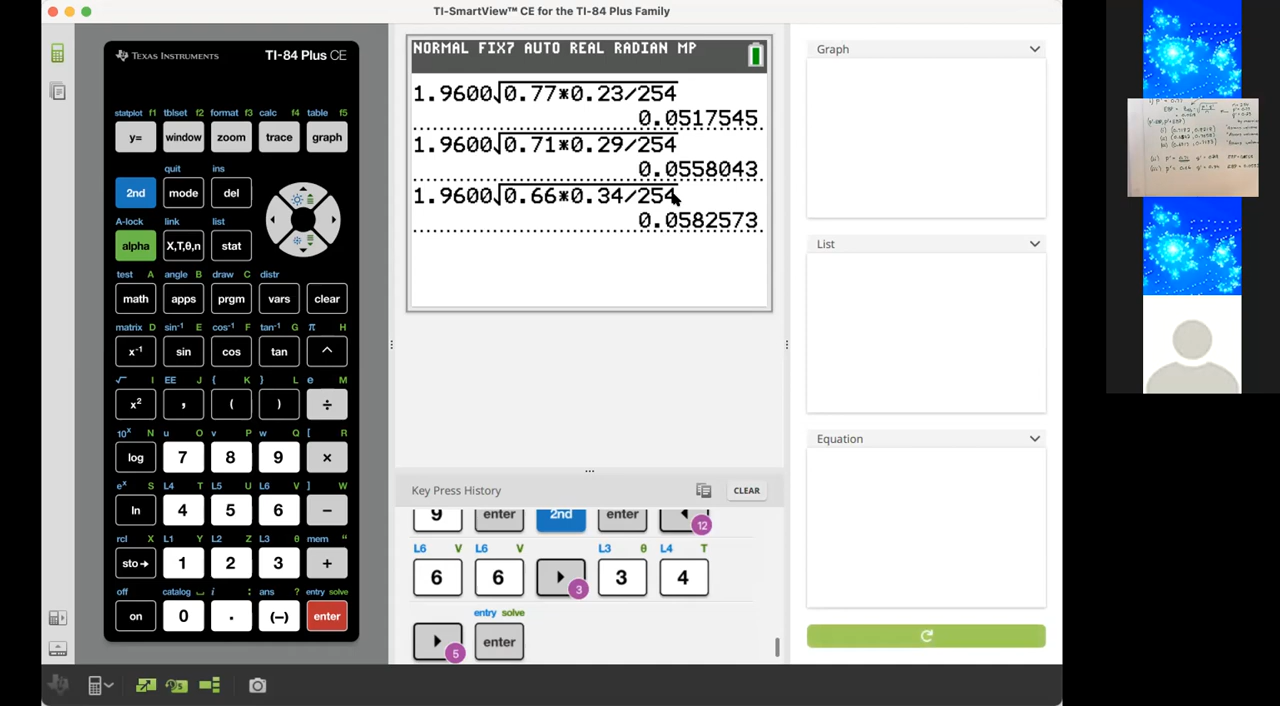 TI-SmartView™ CE for the TI-84 Plus Family
TEXAS INSTRUMENTS TI-84 Plus CE
statplot f1 tblset f2 format f3 calc f4 table f5
y= window zoom trace graph
quit ins
2nd mode del
A-lock link list
alpha X,T,θ,n stat
test A angle B draw C distr
math apps prgm vars clear
matrix D sin⁻¹ E cos⁻¹ F tan⁻¹ G π H
x⁻¹ sin cos tan ^
√ I EE J { K } L e M
x² , ( ) ÷
10ˣ N u O v P w Q [ R
log 7 8 9 ×
eˣ S L4 T L5 U L6 V ] W
ln 4 5 6 −
rcl X L1 Y L2 Z L3 θ mem "
sto→ 1 2 3 +
off catalog ⎵ i : ans ? entry solve
on 0 . (−) enter
NORMAL FIX7 AUTO REAL RADIAN MP
1.9600√0.77*0.23/254
0.0517545
1.9600√0.71*0.29/254
0.0558043
1.9600√0.66*0.34/254
0.0582573
Key Press History
CLEAR
9 enter 2nd enter 12
L6 V L6 V L3 θ L4 T
6 6 3 3 4
entry solve
5 enter
Graph
List
Equation